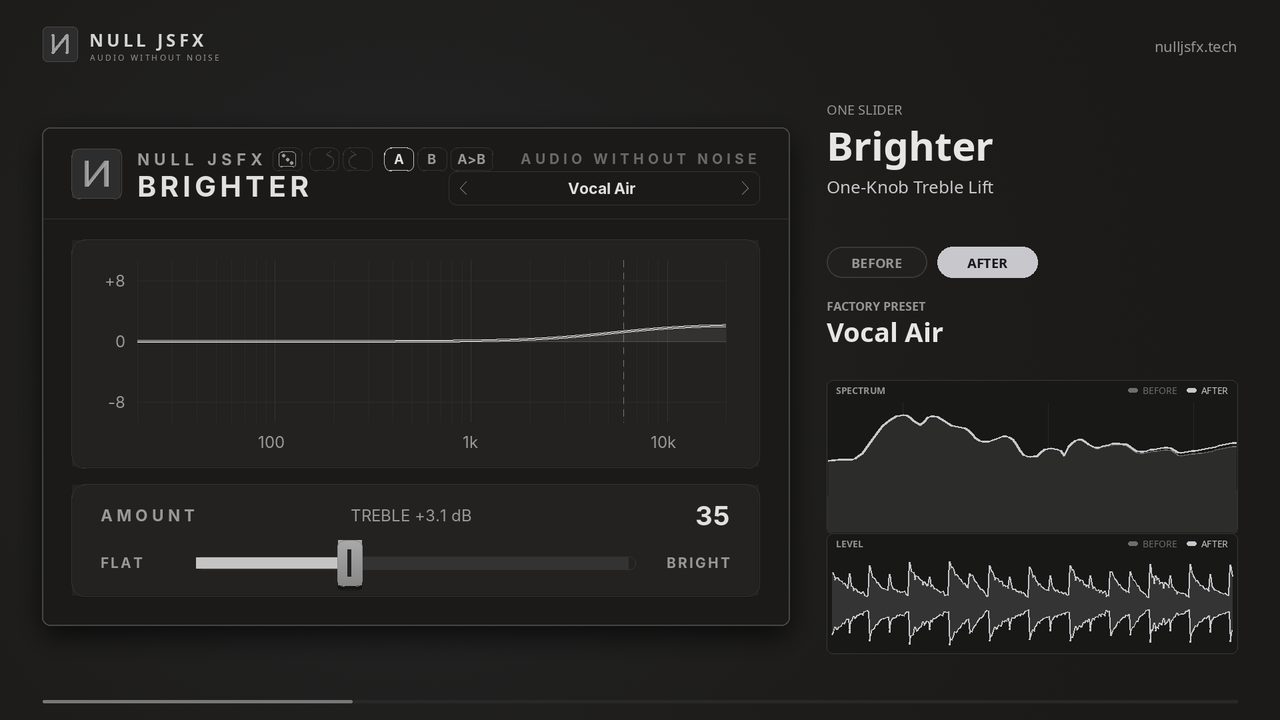 NULL JSFX
AUDIO WITHOUT NOISE
nulljsfx.tech
NULL JSFX
A
B
A>B
AUDIO WITHOUT NOISE
BRIGHTER
Vocal Air
+8
0
-8
100
1k
10k
AMOUNT
TREBLE +3.1 dB
35
FLAT
BRIGHT
ONE SLIDER
Brighter
One-Knob Treble Lift
BEFORE
AFTER
FACTORY PRESET
Vocal Air
SPECTRUM
BEFORE
AFTER
LEVEL
BEFORE
AFTER